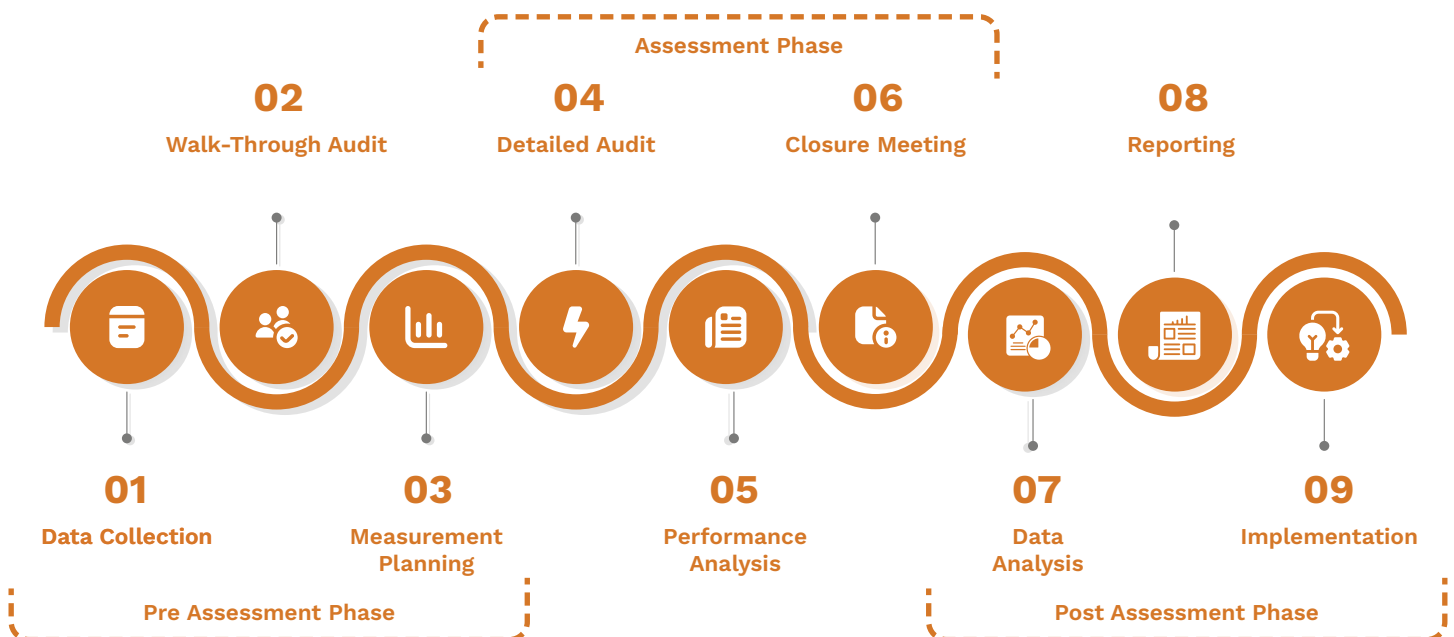 Assessment Phase
02
04
06
08
Walk-Through Audit
Detailed Audit
Closure Meeting
Reporting
01
03
05
07
09
Data Collection
Measurement
Planning
Performance
Analysis
Data
Analysis
Implementation
Pre Assessment Phase
Post Assessment Phase